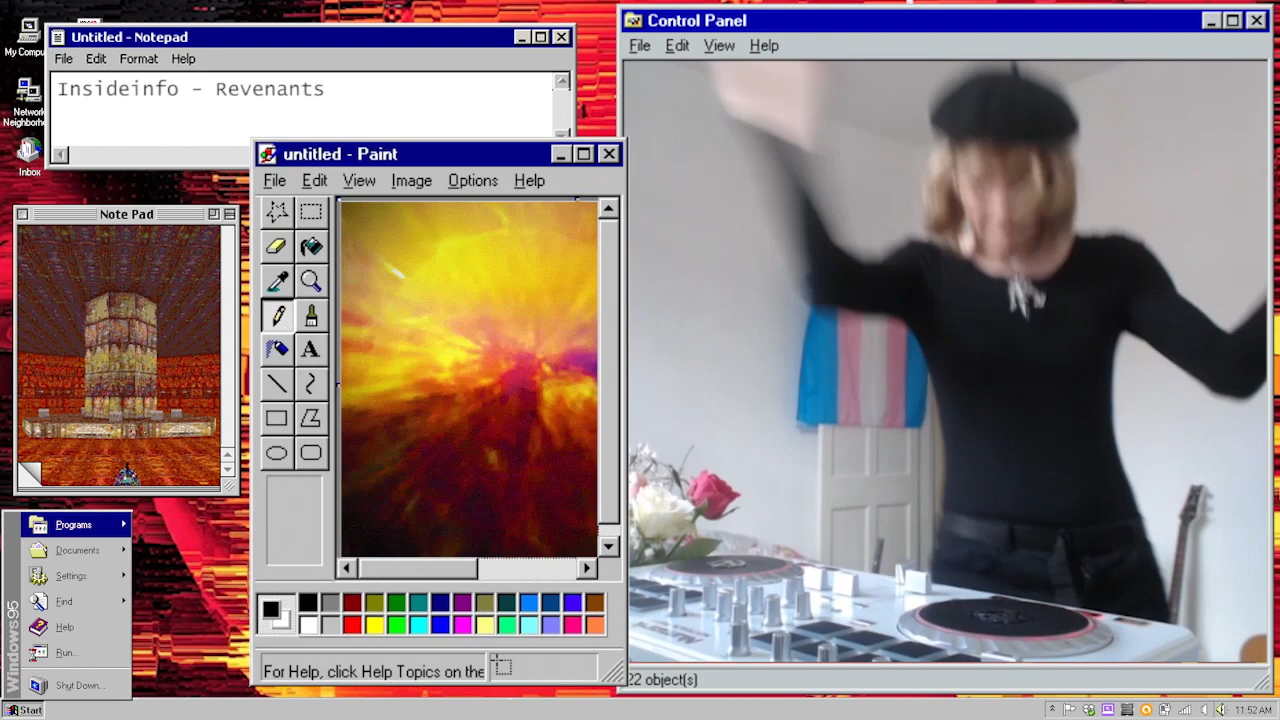 My Compu
Network
Neighborho
Inbox
Untitled - Notepad
File Edit Format Help
Insideinfo - Revenants
Note Pad
untitled - Paint
File Edit View Image Options Help
A
For Help, click Help Topics on the
Control Panel
File Edit View Help
22 object(s)
Programs
Documents
Settings
Find
Help
Run...
Shut Down...
Windows95
Start
11:52 AM